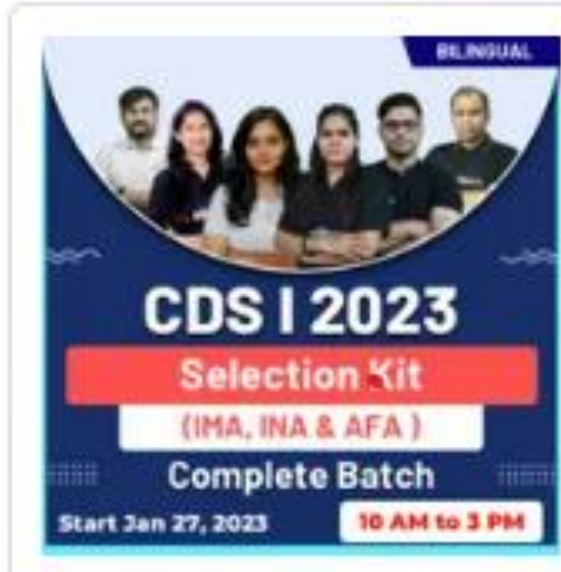 BILINGUAL
CDS I 2023
Selection Kit
(IMA, INA & AFA )
Complete Batch
Start Jan 27, 2023
10 AM to 3 PM